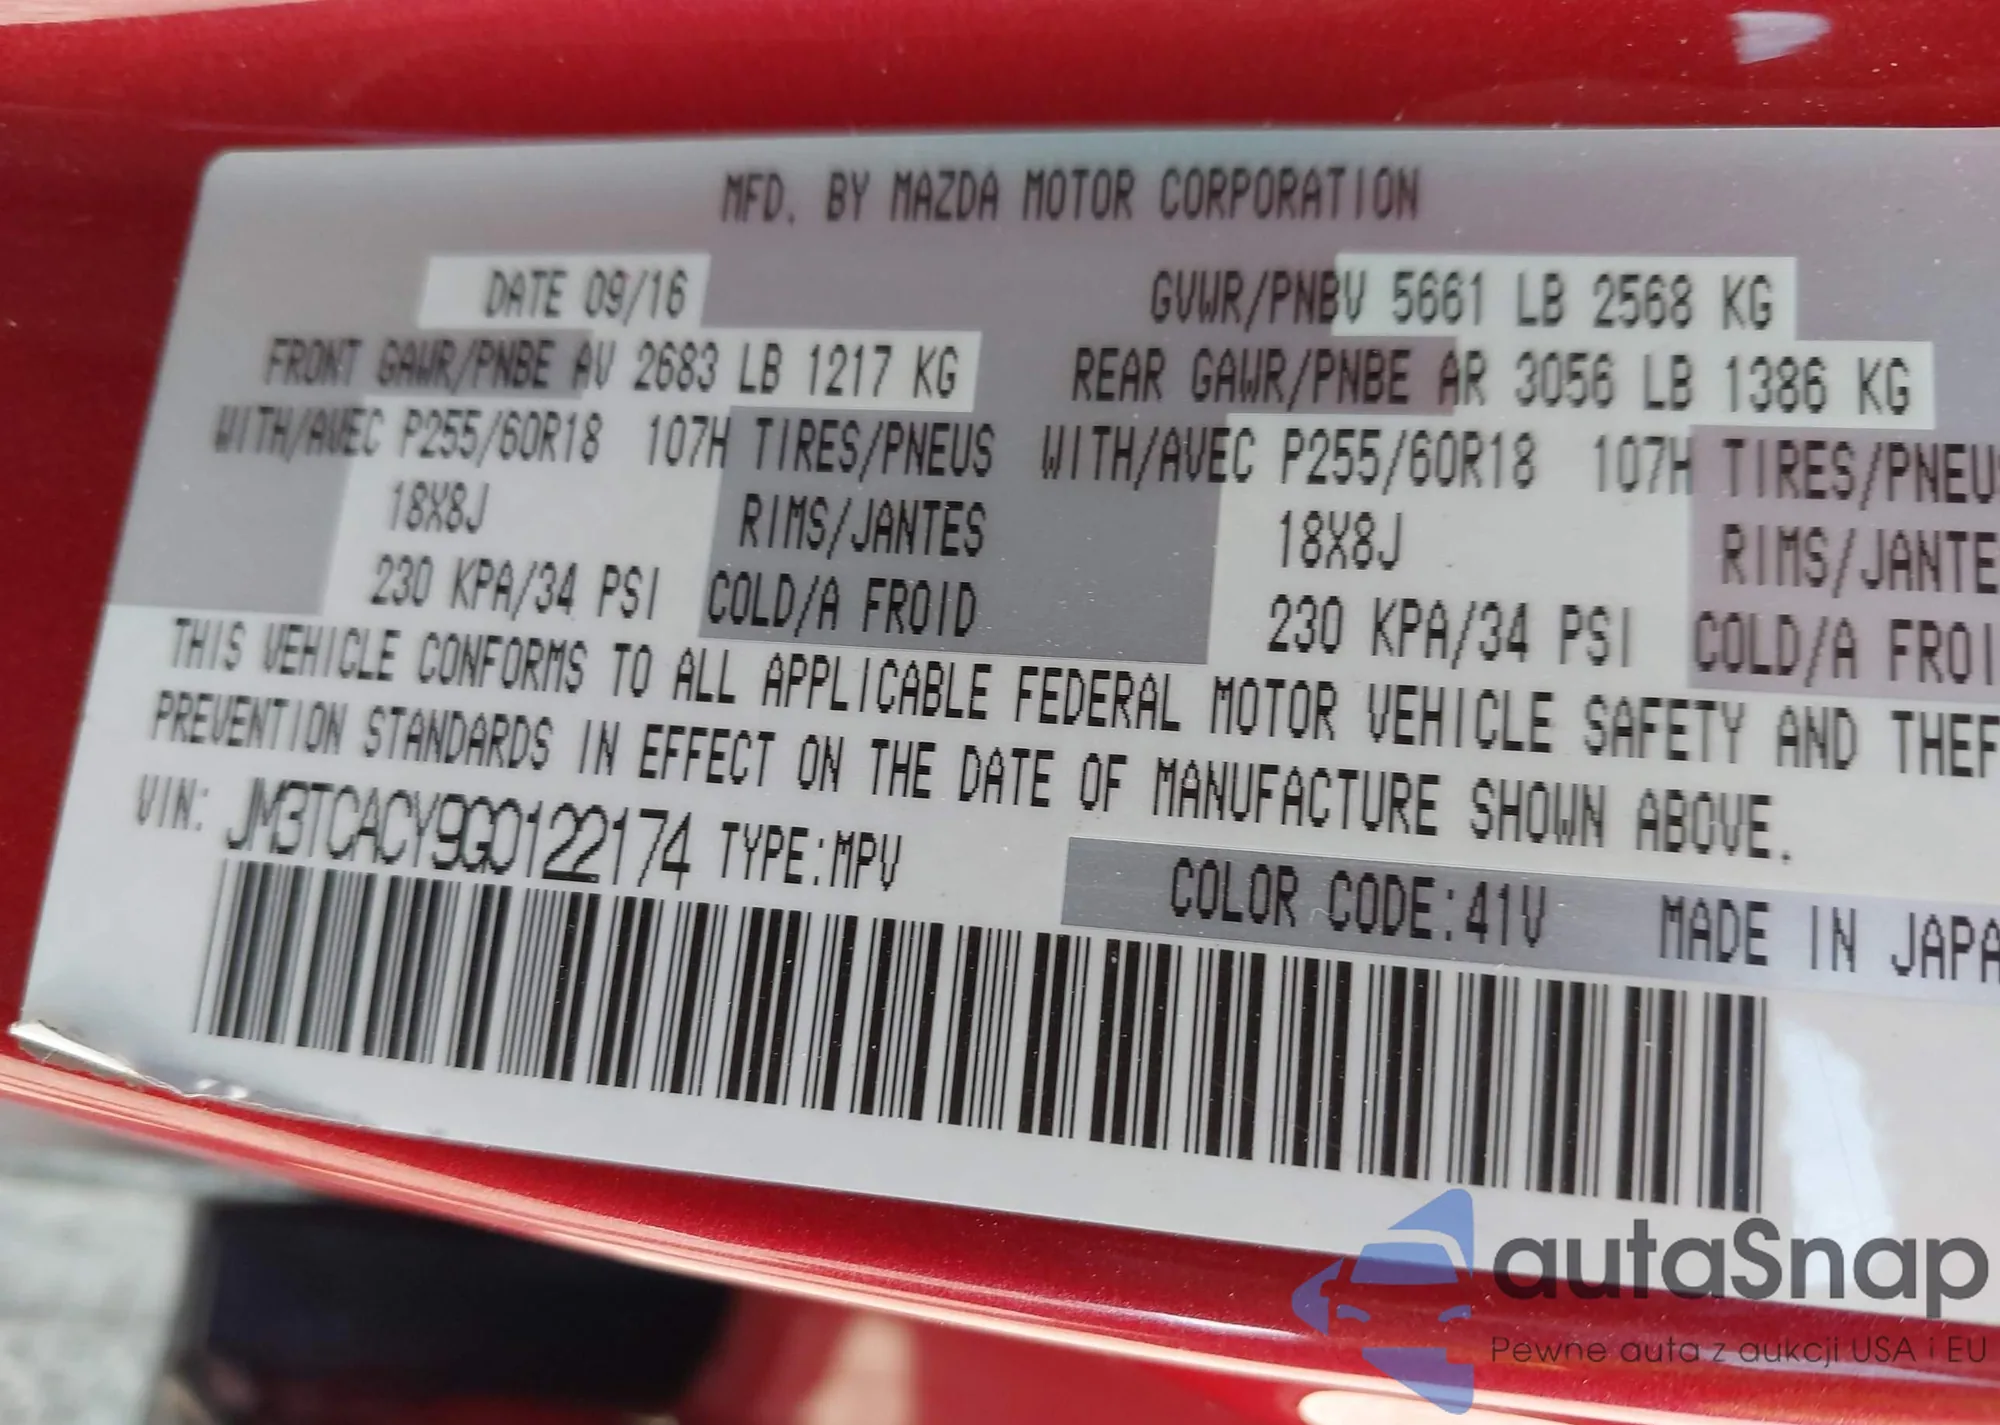 MFD. BY MAZDA MOTOR CORPORATION
DATE 09/16 GVWR/PNBV 5661 LB 2568 KG
FRONT GAWR/PNBE AV 2683 LB 1217 KG REAR GAWR/PNBE AR 3056 LB 1386 KG
WITH/AVEC P255/60R18 107H TIRES/PNEUS WITH/AVEC P255/60R18 107H TIRES/PNEU
18X8J RIMS/JANTES 18X8J RIMS/JANTE
230 KPA/34 PSI COLD/A FROID 230 KPA/34 PSI COLD/A FROI
THIS VEHICLE CONFORMS TO ALL APPLICABLE FEDERAL MOTOR VEHICLE SAFETY AND THEF
PREVENTION STANDARDS IN EFFECT ON THE DATE OF MANUFACTURE SHOWN ABOVE.
VIN: JM3TCACY9G0122174 TYPE:MPV
COLOR CODE:41V MADE IN JAPA
autaSnap
Pewne auta z aukcji USA i EU